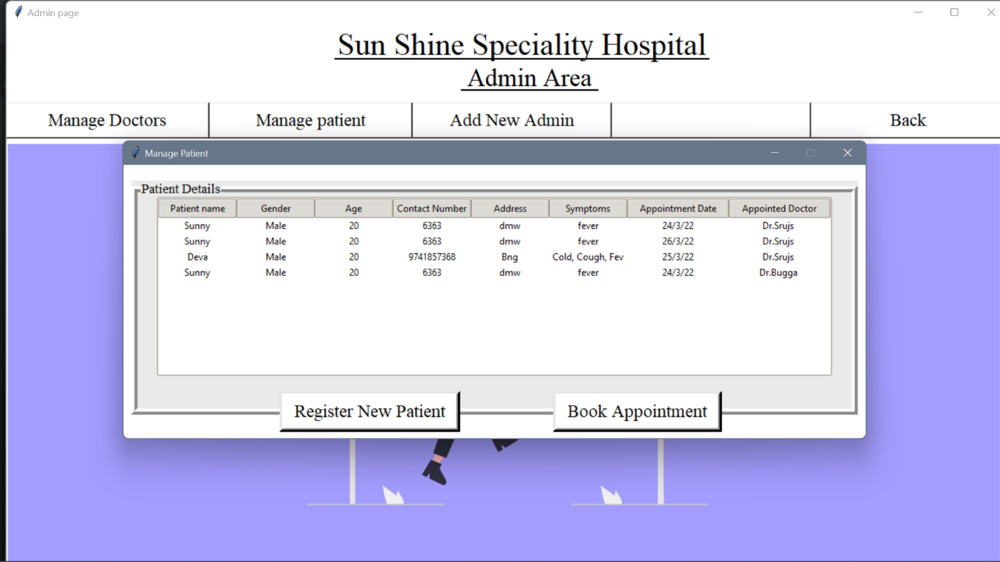 Admin page
Sun Shine Speciality Hospital
Admin Area
Manage Doctors Manage patient Add New Admin Back
Manage Patient
Patient Details
Patient name Gender Age Contact Number Address Symptoms Appointment Date Appointed Doctor
Sunny Male 20 6363 dmw fever 24/3/22 Dr.Srujs
Sunny Male 20 6363 dmw fever 26/3/22 Dr.Srujs
Deva Male 20 9741857368 Bng Cold, Cough, Fev 25/3/22 Dr.Srujs
Sunny Male 20 6363 dmw fever 24/3/22 Dr.Bugga
Register New Patient Book Appointment